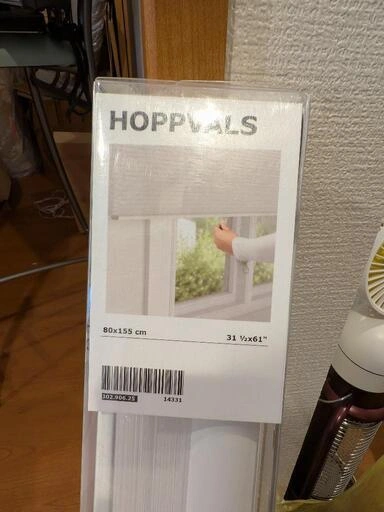 HOPPVALS
80x155 cm
31 ½x61"
302.906.25
14331